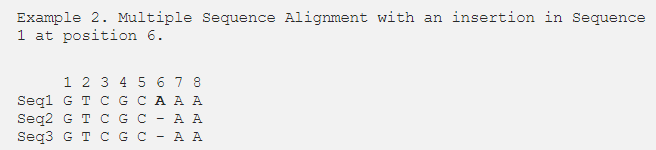 Example 2. Multiple Sequence Alignment with an insertion in Sequence
1 at position 6.
1 2 3 4 5 6 7 8
Seq1 G T C G C A A A
Seq2 G T C G C - A A
Seq3 G T C G C - A A